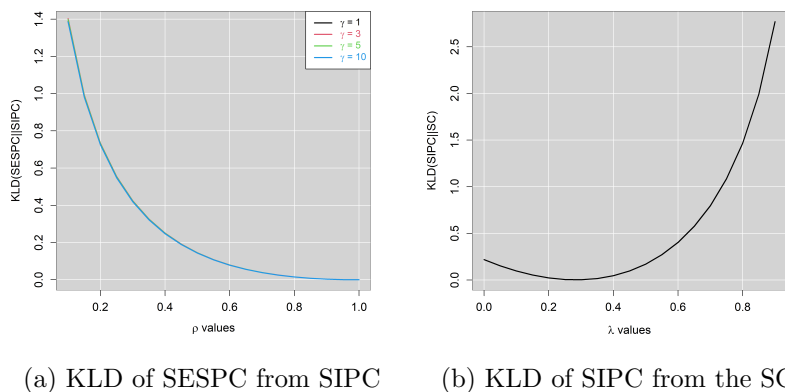 γ = 1
γ = 3
γ = 5
γ = 10
KLD(SESPC||SIPC)
1.4
1.2
1.0
0.8
0.6
0.4
0.2
0.0
0.2 0.4 0.6 0.8 1.0
ρ values
(a) KLD of SESPC from SIPC
KLD(SIPC||SC)
2.5
2.0
1.5
1.0
0.5
0.0
0.0 0.2 0.4 0.6 0.8
λ values
(b) KLD of SIPC from the SC